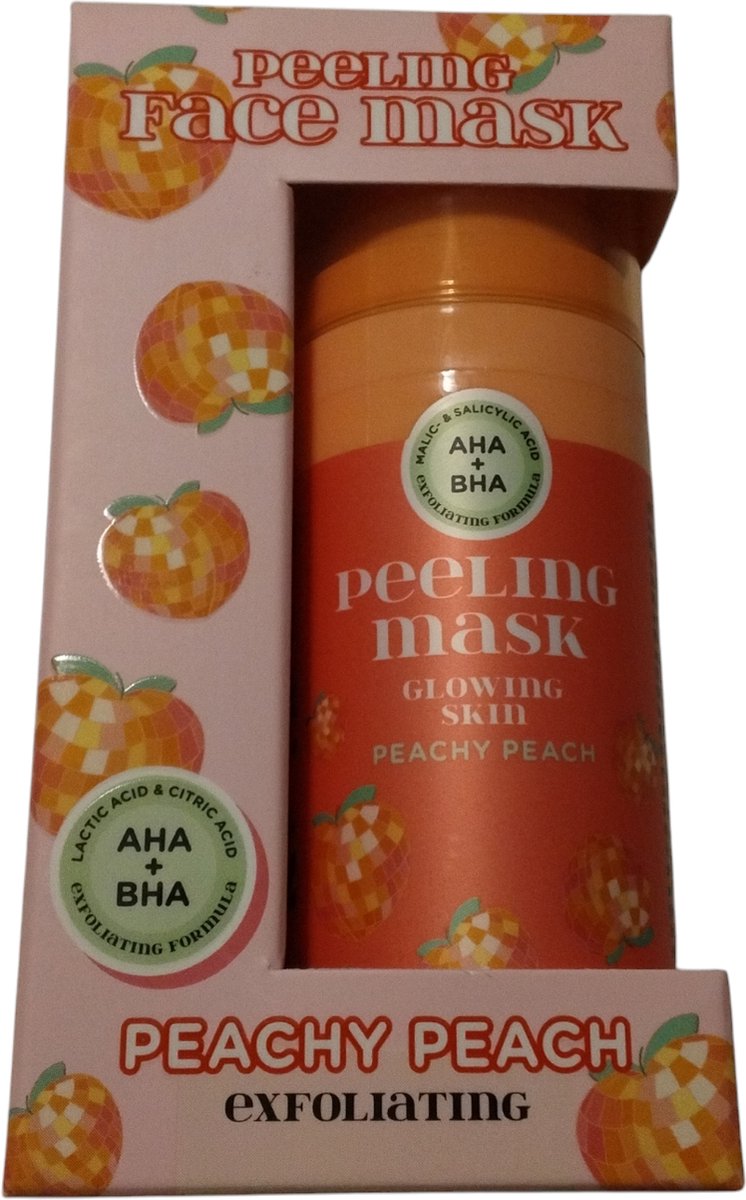 PEELING
FACE MASK
MALIC- & SALICYLIC ACID
AHA
+
BHA
EXFOLIATING FORMULA
PEELING
MASK
GLOWING
SKIN
PEACHY PEACH
LACTIC ACID & CITRIC ACID
AHA
+
BHA
EXFOLIATING FORMULA
PEACHY PEACH
EXFOLIATING